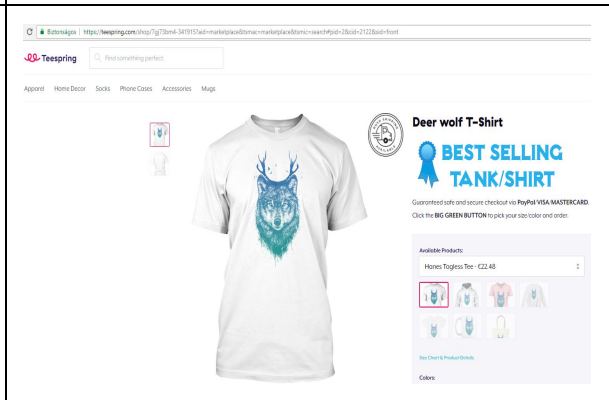 Biztonságos | https://teespring.com/shop/7gj73bm4-341915?aid=marketplace&tsmac=marketplace&tsmic=search#pid=2&cid=2122&sid=front
Teespring
Find something perfect
Apparel Home Decor Socks Phone Cases Accessories Mugs
Deer wolf T-Shirt
BEST SELLING
TANK/SHIRT
Guaranteed safe and secure checkout via PayPal/VISA/MASTERCARD.
Click the BIG GREEN BUTTON to pick your size/color and order.
Available Products:
Hanes Tagless Tee - €22.48
Size Chart & Product Details
Colors: